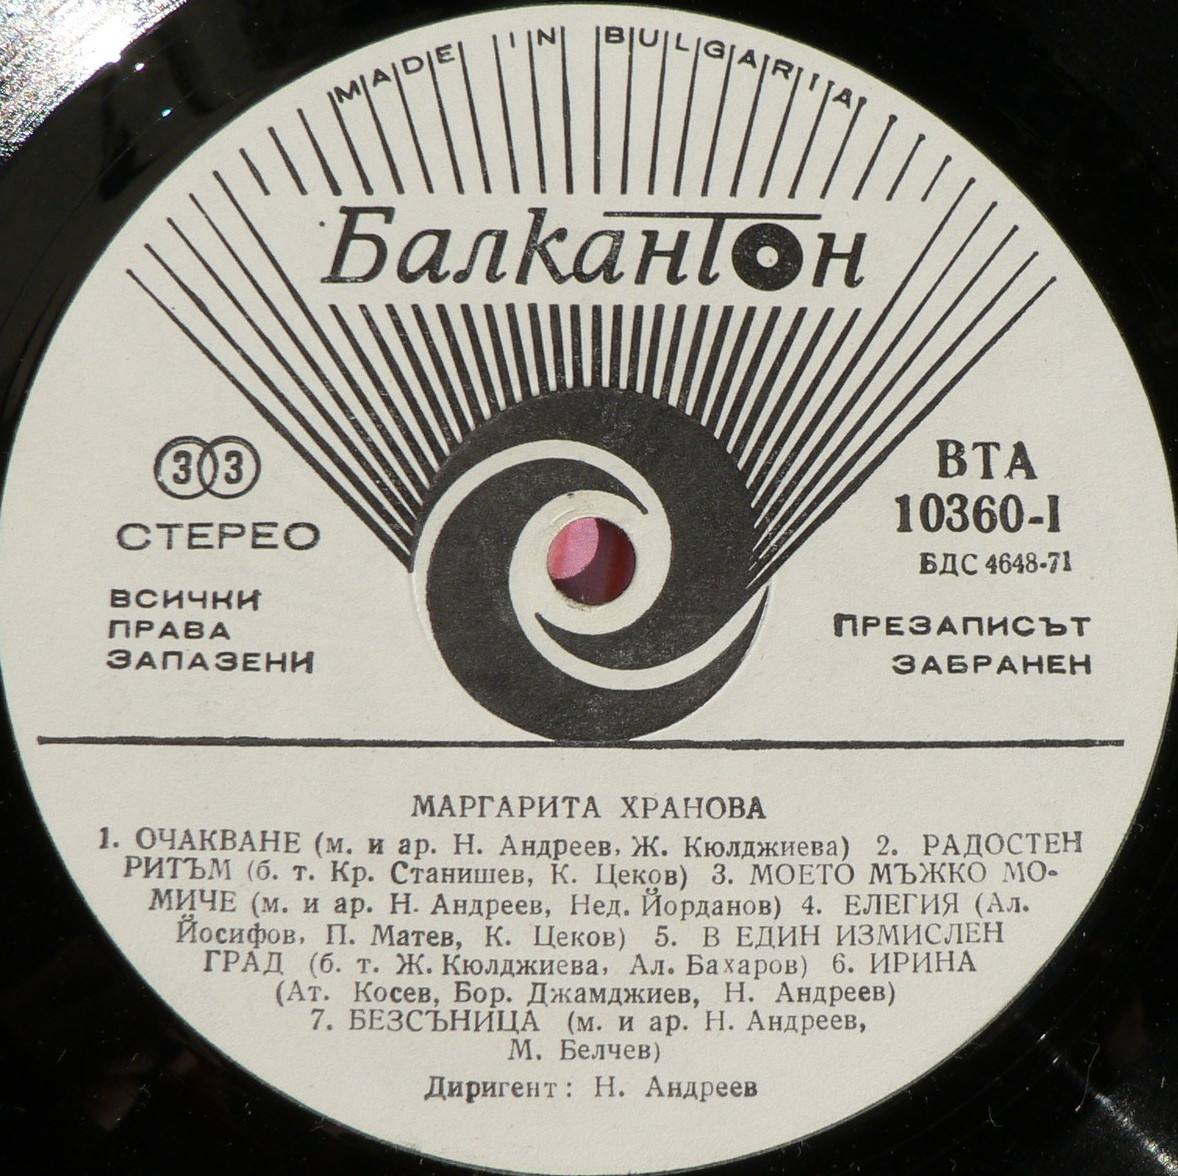 MADE IN BULGARIA
Балкантон
33
СТЕРЕО
ВСИЧКИ
ПРАВА
ЗАПАЗЕНИ
ВТА
10360-I
БДС 4648-71
ПРЕЗАПИСЪТ
ЗАБРАНЕН
МАРГАРИТА ХРАНОВА
1. ОЧАКВАНЕ (м. и ар. Н. Андреев, Ж. Кюлджиева) 2. РАДОСТЕН
РИТЪМ (б. т. Кр. Станишев, К. Цеков) 3. МОЕТО МЪЖКО МО-
МИЧЕ (м. и ар. Н. Андреев, Нед. Йорданов) 4. ЕЛЕГИЯ (Ал.
Йосифов, П. Матев, К. Цеков) 5. В ЕДИН ИЗМИСЛЕН
ГРАД (б. т. Ж. Кюлджиева, Ал. Бахаров) 6. ИРИНА
(Ат. Косев, Бор. Джамджиев, Н. Андреев)
7. БЕЗСЪНИЦА (м. и ар. Н. Андреев,
М. Белчев)
Диригент: Н. Андреев